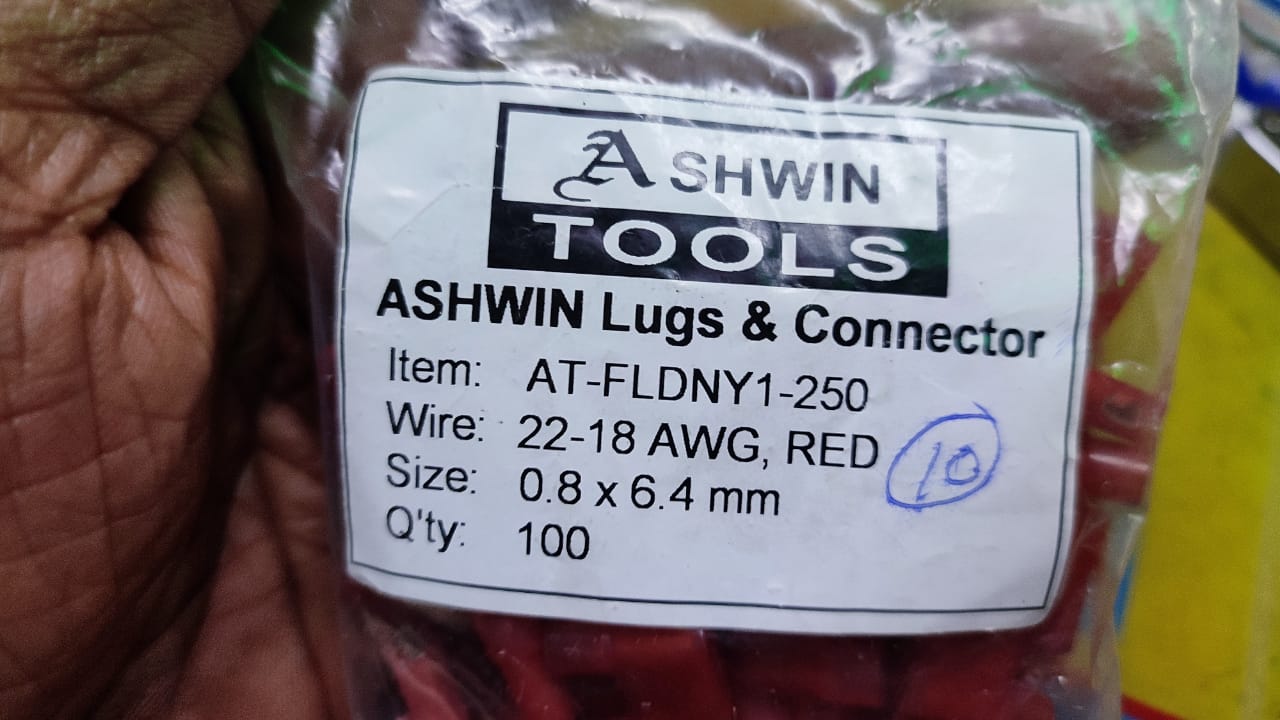 ASHWIN
TOOLS
ASHWIN Lugs & Connector
Item: AT-FLDNY1-250
Wire: 22-18 AWG, RED
10
Size: 0.8 x 6.4 mm
Q'ty: 100